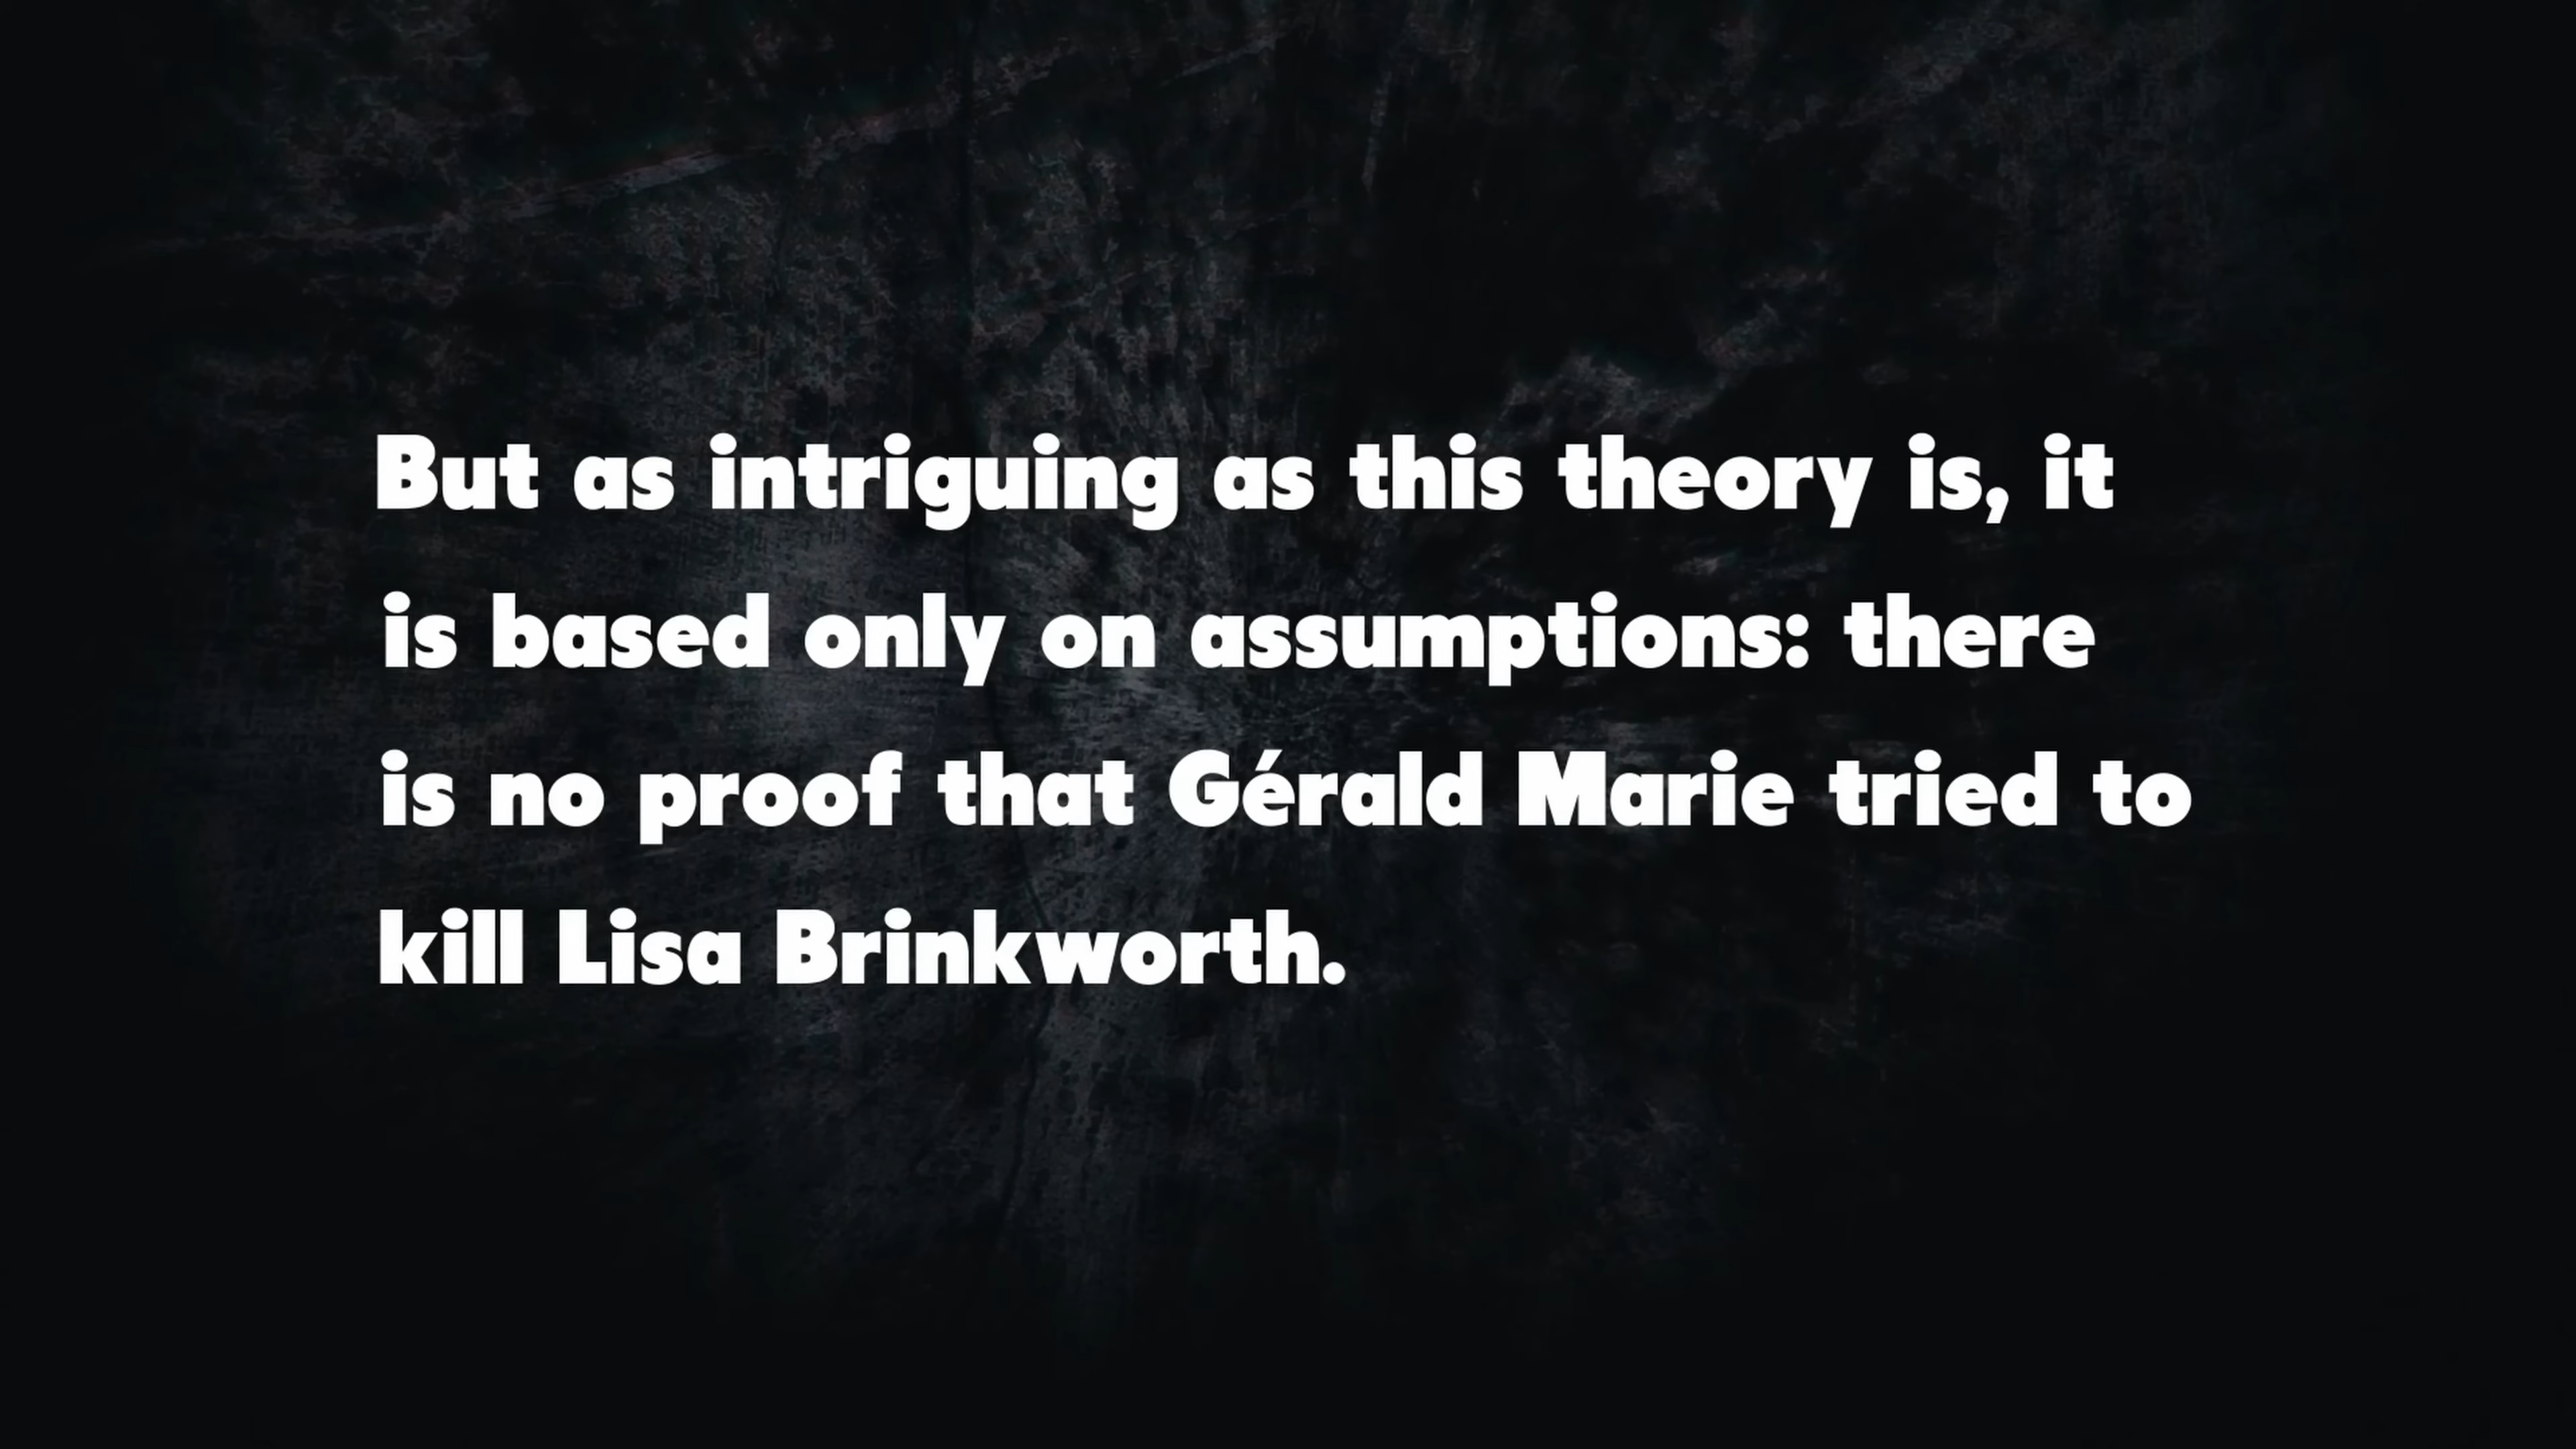 But as intriguing as this theory is, it
is based only on assumptions: there
is no proof that Gérald Marie tried to
kill Lisa Brinkworth.